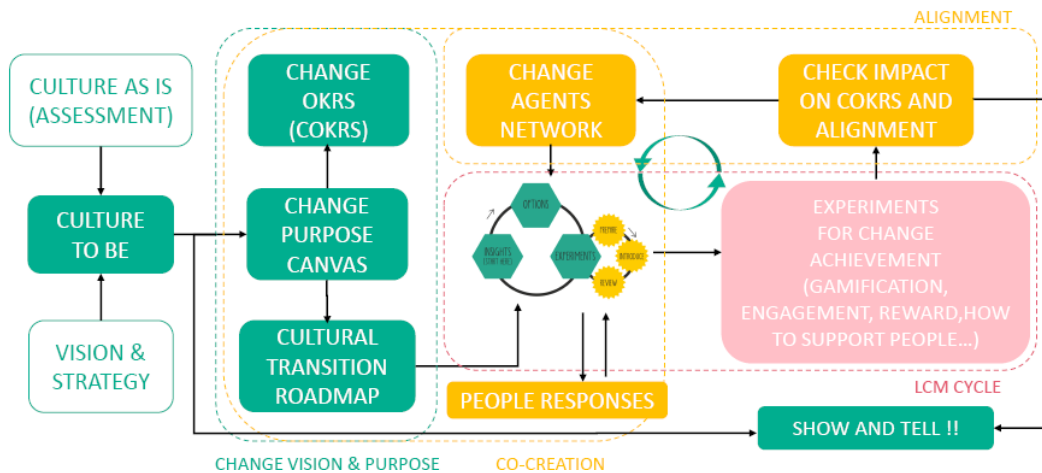 ALIGNMENT
CULTURE AS IS
(ASSESSMENT)
CHANGE
OKRS
(COKRS)
CHANGE
AGENTS
NETWORK
CHECK IMPACT
ON COKRS AND
ALIGNMENT
CULTURE
TO BE
CHANGE
PURPOSE
CANVAS
OPTIONS
INSIGHTS
(START HERE)
EXPERIMENTS
PREPARE
INTRODUCE
REVIEW
EXPERIMENTS
FOR CHANGE
ACHIEVEMENT
(GAMIFICATION,
ENGAGEMENT, REWARD,HOW
TO SUPPORT PEOPLE...)
VISION &
STRATEGY
CULTURAL
TRANSITION
ROADMAP
PEOPLE RESPONSES
LCM CYCLE
SHOW AND TELL !!
CHANGE VISION & PURPOSE
CO-CREATION